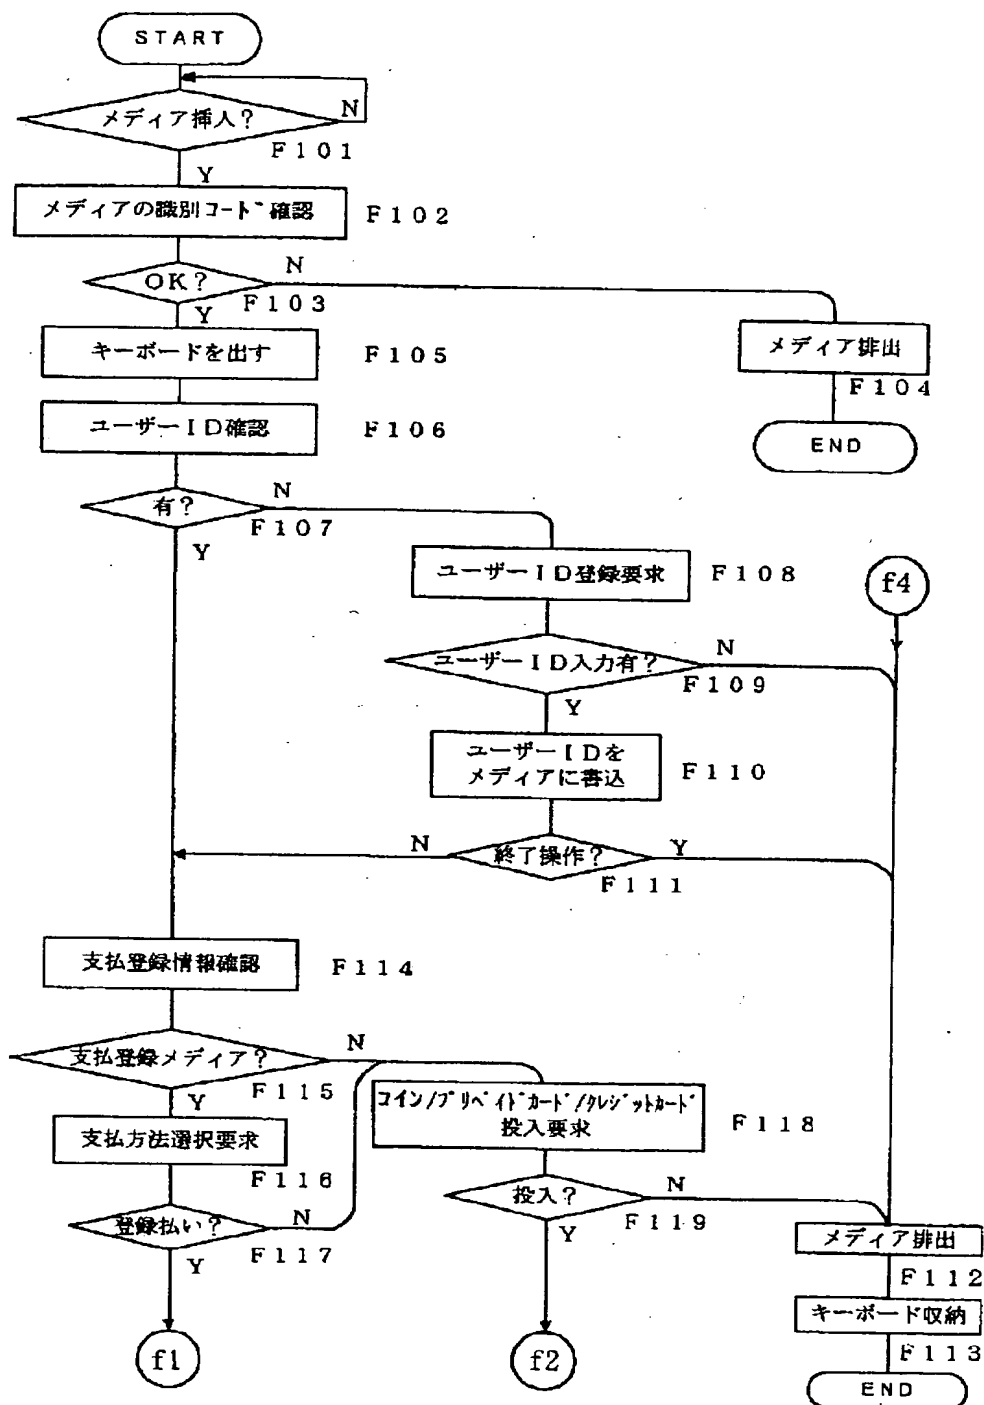 START
メディア挿入?
N
F101
Y
メディアの識別コード確認
F102
OK?
N
F103
Y
キーボードを出す
F105
メディア排出
F104
ユーザーID確認
F106
END
有?
N
F107
Y
ユーザーID登録要求
F108
f4
ユーザーID入力有?
N
F109
Y
ユーザーIDを
メディアに書込
F110
N
終了操作?
Y
F111
支払登録情報確認
F114
支払登録メディア?
N
F115
Y
コイン/プリペイドカード/クレジットカード
投入要求
F118
支払方法選択要求
F116
投入?
N
F119
Y
登録払い?
N
F117
Y
メディア排出
F112
キーボード収納
F113
f1
f2
END